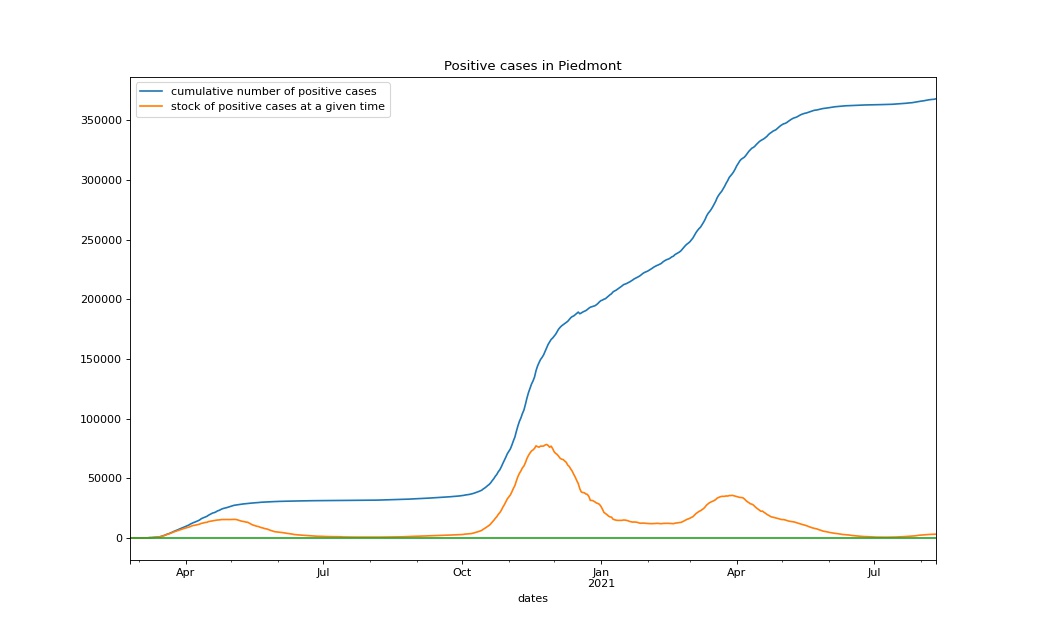 Positive cases in Piedmont
cumulative number of positive cases
stock of positive cases at a given time
350000
300000
250000
200000
150000
100000
50000
0
Apr Jul Oct Jan Apr Jul
2021
dates